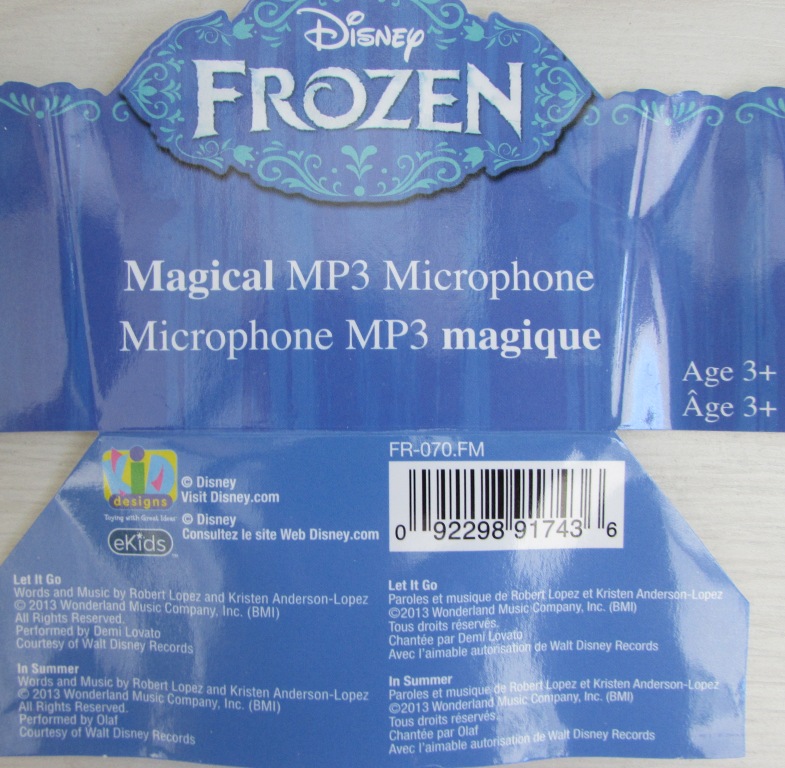 Disney
FROZEN
Magical MP3 Microphone
Microphone MP3 magique
Age 3+
Âge 3+
KiD
designs
Toying with Great Ideas
eKids™
© Disney
Visit Disney.com
© Disney
Consultez le site Web Disney.com
FR-070.FM
0 92298 91743 6
Let It Go
Words and Music by Robert Lopez and Kristen Anderson-Lopez
© 2013 Wonderland Music Company, Inc. (BMI)
All Rights Reserved.
Performed by Demi Lovato
Courtesy of Walt Disney Records
In Summer
Words and Music by Robert Lopez and Kristen Anderson-Lopez
© 2013 Wonderland Music Company, Inc. (BMI)
All Rights Reserved.
Performed by Olaf
Courtesy of Walt Disney Records
Let It Go
Paroles et musique de Robert Lopez et Kristen Anderson-Lopez
©2013 Wonderland Music Company, Inc. (BMI)
Tous droits réservés.
Chantée par Demi Lovato
Avec l'aimable autorisation de Walt Disney Records
In Summer
Paroles et musique de Robert Lopez et Kristen Anderson-Lopez
©2013 Wonderland Music Company, Inc. (BMI)
Tous droits réservés.
Chantée par Olaf
Avec l'aimable autorisation de Walt Disney Records